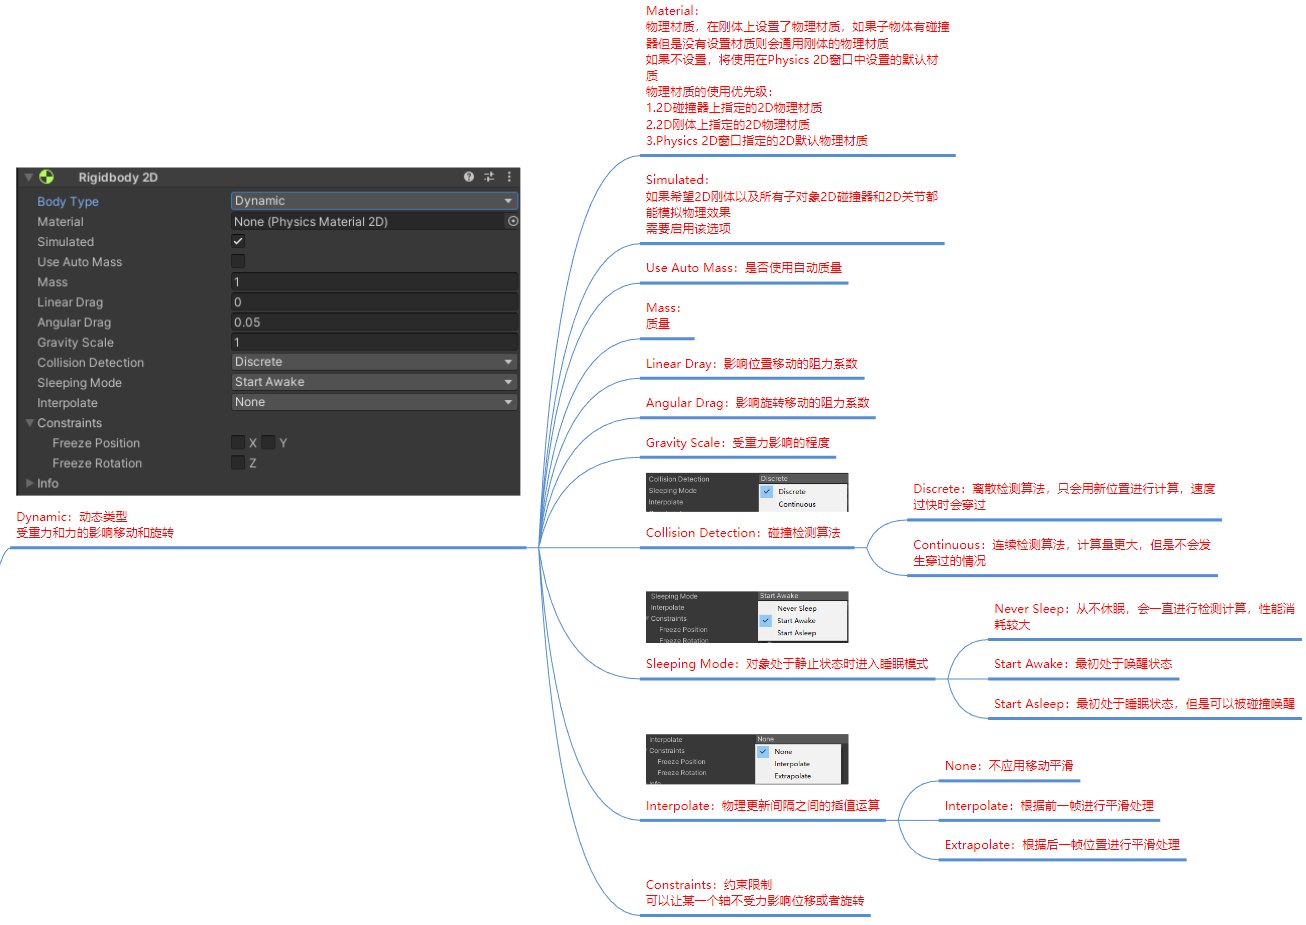 Rigidbody 2D
Body Type
Dynamic
Material
None (Physics Material 2D)
Simulated
Use Auto Mass
Mass
1
Linear Drag
0
Angular Drag
0.05
Gravity Scale
1
Collision Detection
Discrete
Sleeping Mode
Start Awake
Interpolate
None
Constraints
Freeze Position
X
Y
Freeze Rotation
Z
Info
Dynamic：动态类型
受重力和力的影响移动和旋转
Material：
物理材质，在刚体上设置了物理材质，如果子物体有碰撞
器但是没有设置材质则会通用刚体的物理材质
如果不设置，将使用在Physics 2D窗口中设置的默认材
质
物理材质的使用优先级：
1.2D碰撞器上指定的2D物理材质
2.2D刚体上指定的2D物理材质
3.Physics 2D窗口指定的2D默认物理材质
Simulated：
如果希望2D刚体以及所有子对象2D碰撞器和2D关节都
能模拟物理效果
需要启用该选项
Use Auto Mass：是否使用自动质量
Mass：
质量
Linear Dray：影响位置移动的阻力系数
Angular Drag：影响旋转移动的阻力系数
Gravity Scale：受重力影响的程度
Collision Detection
Discrete
Sleeping Mode
Discrete
Interpolate
Continuous
Collision Detection：碰撞检测算法
Discrete：离散检测算法，只会用新位置进行计算，速度
过快时会穿过
Continuous：连续检测算法，计算量更大，但是不会发
生穿过的情况
Sleeping Mode
Start Awake
Interpolate
Never Sleep
Constraints
Start Awake
Freeze Position
Start Asleep
Freeze Rotation
Sleeping Mode：对象处于静止状态时进入睡眠模式
Never Sleep：从不休眠，会一直进行检测计算，性能消
耗较大
Start Awake：最初处于唤醒状态
Start Asleep：最初处于睡眠状态，但是可以被碰撞唤醒
Interpolate
None
Constraints
None
Freeze Position
Interpolate
Freeze Rotation
Extrapolate
Interpolate：物理更新间隔之间的插值运算
None：不应用移动平滑
Interpolate：根据前一帧进行平滑处理
Extrapolate：根据后一帧位置进行平滑处理
Constraints：约束限制
可以让某一个轴不受力影响位移或者旋转